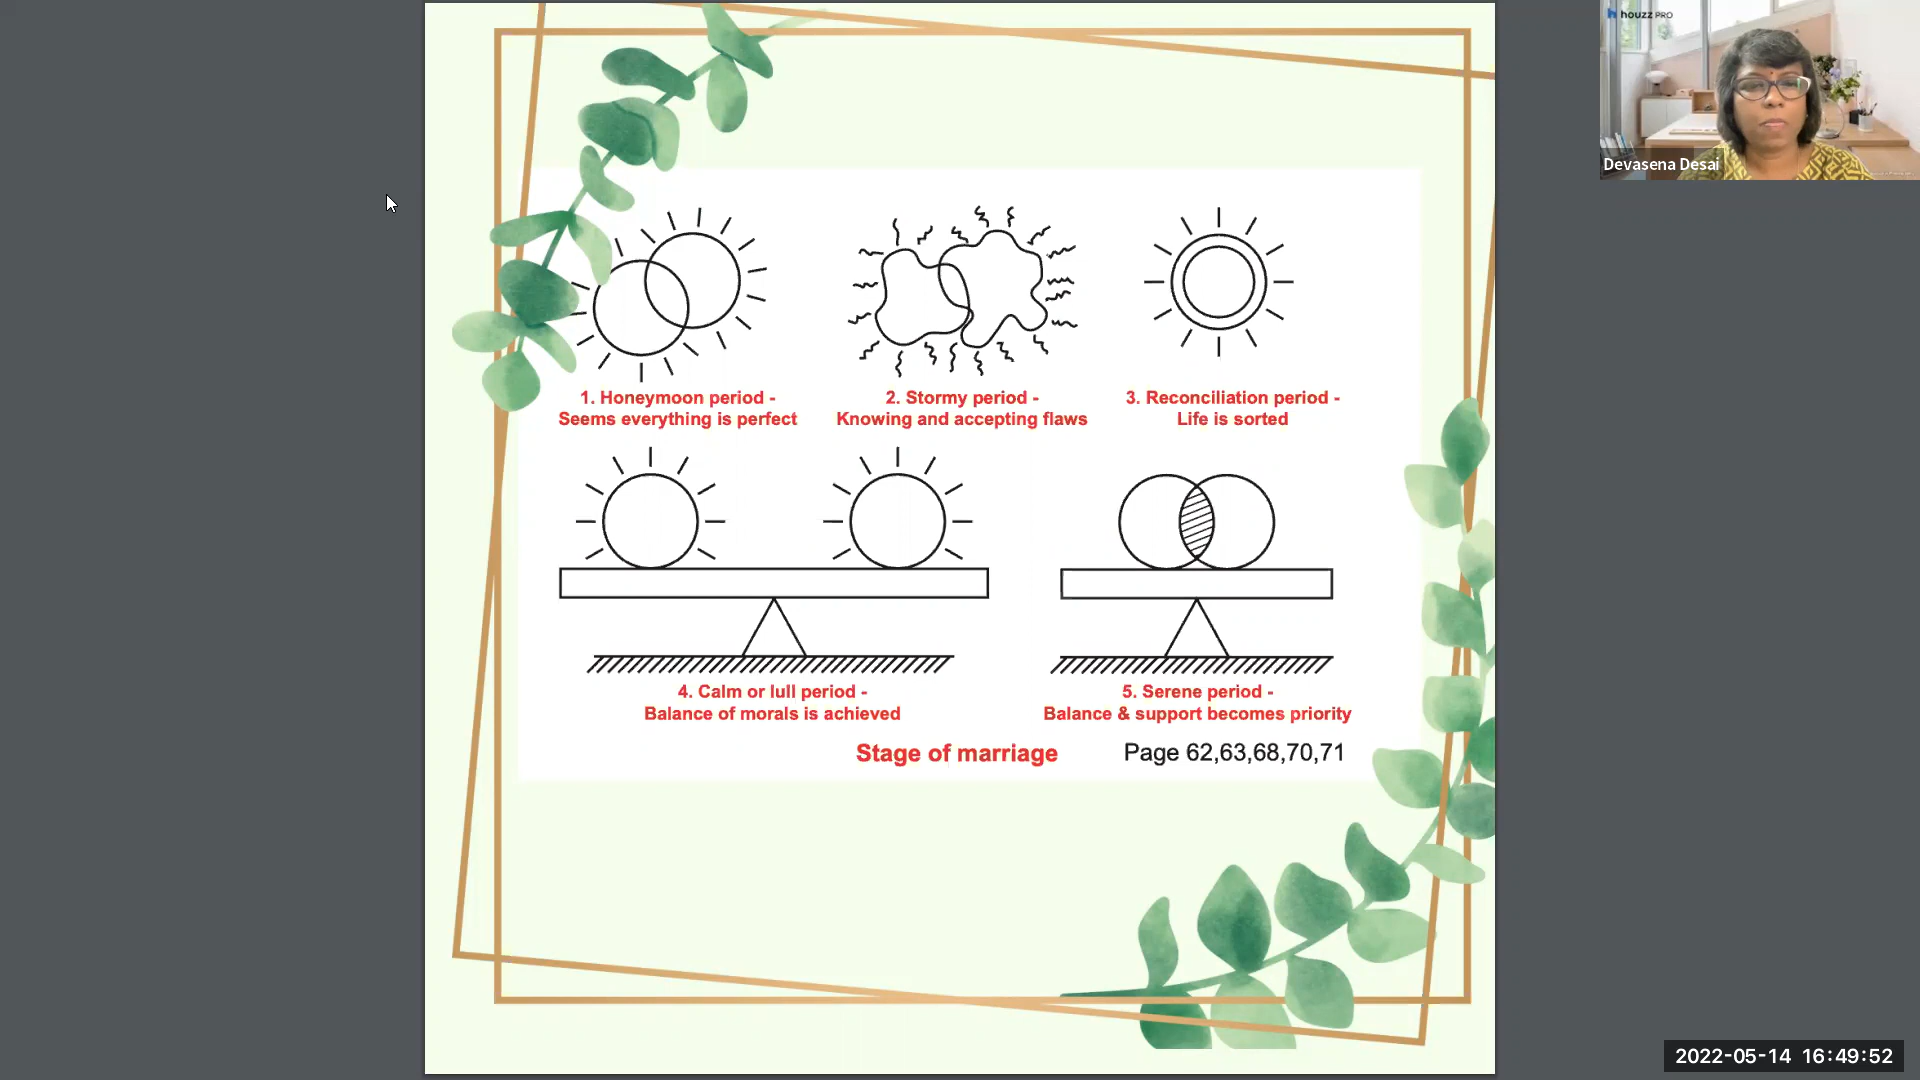 houzz PRO
Devasena Desai
1. Honeymoon period -
Seems everything is perfect
2. Stormy period -
Knowing and accepting flaws
3. Reconciliation period -
Life is sorted
4. Calm or lull period -
Balance of morals is achieved
5. Serene period -
Balance & support becomes priority
Stage of marriage
Page 62,63,68,70,71
2022-05-14 16:49:52